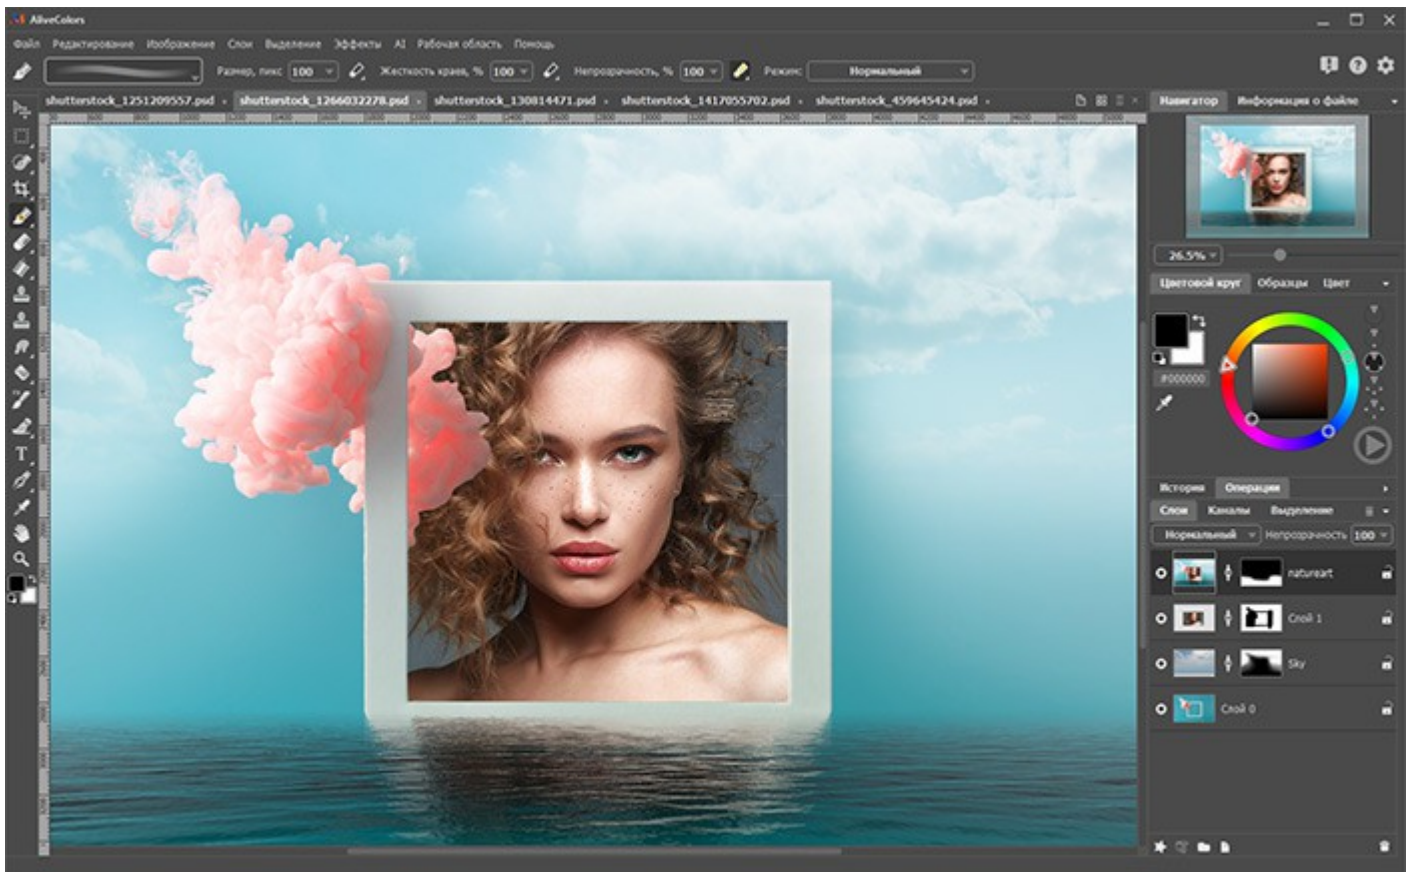 AliveColors
Файл Редактирование Изображение Слои Выделение Эффекты AI Рабочая область Помощь
Размер, пикс 100 Жесткость краев, % 100 Непрозрачность, % 100 Режим: Нормальный
shutterstock_1251209557.psd shutterstock_1266032278.psd shutterstock_130814471.psd shutterstock_1417055702.psd shutterstock_459645424.psd
Навигатор Информация о файле
26.5%
Цветовой круг Образцы Цвет
#000000
История Операции
Слои Каналы Выделение
Нормальный Непрозрачность 100
natureart
Слой 1
Sky
Слой 0